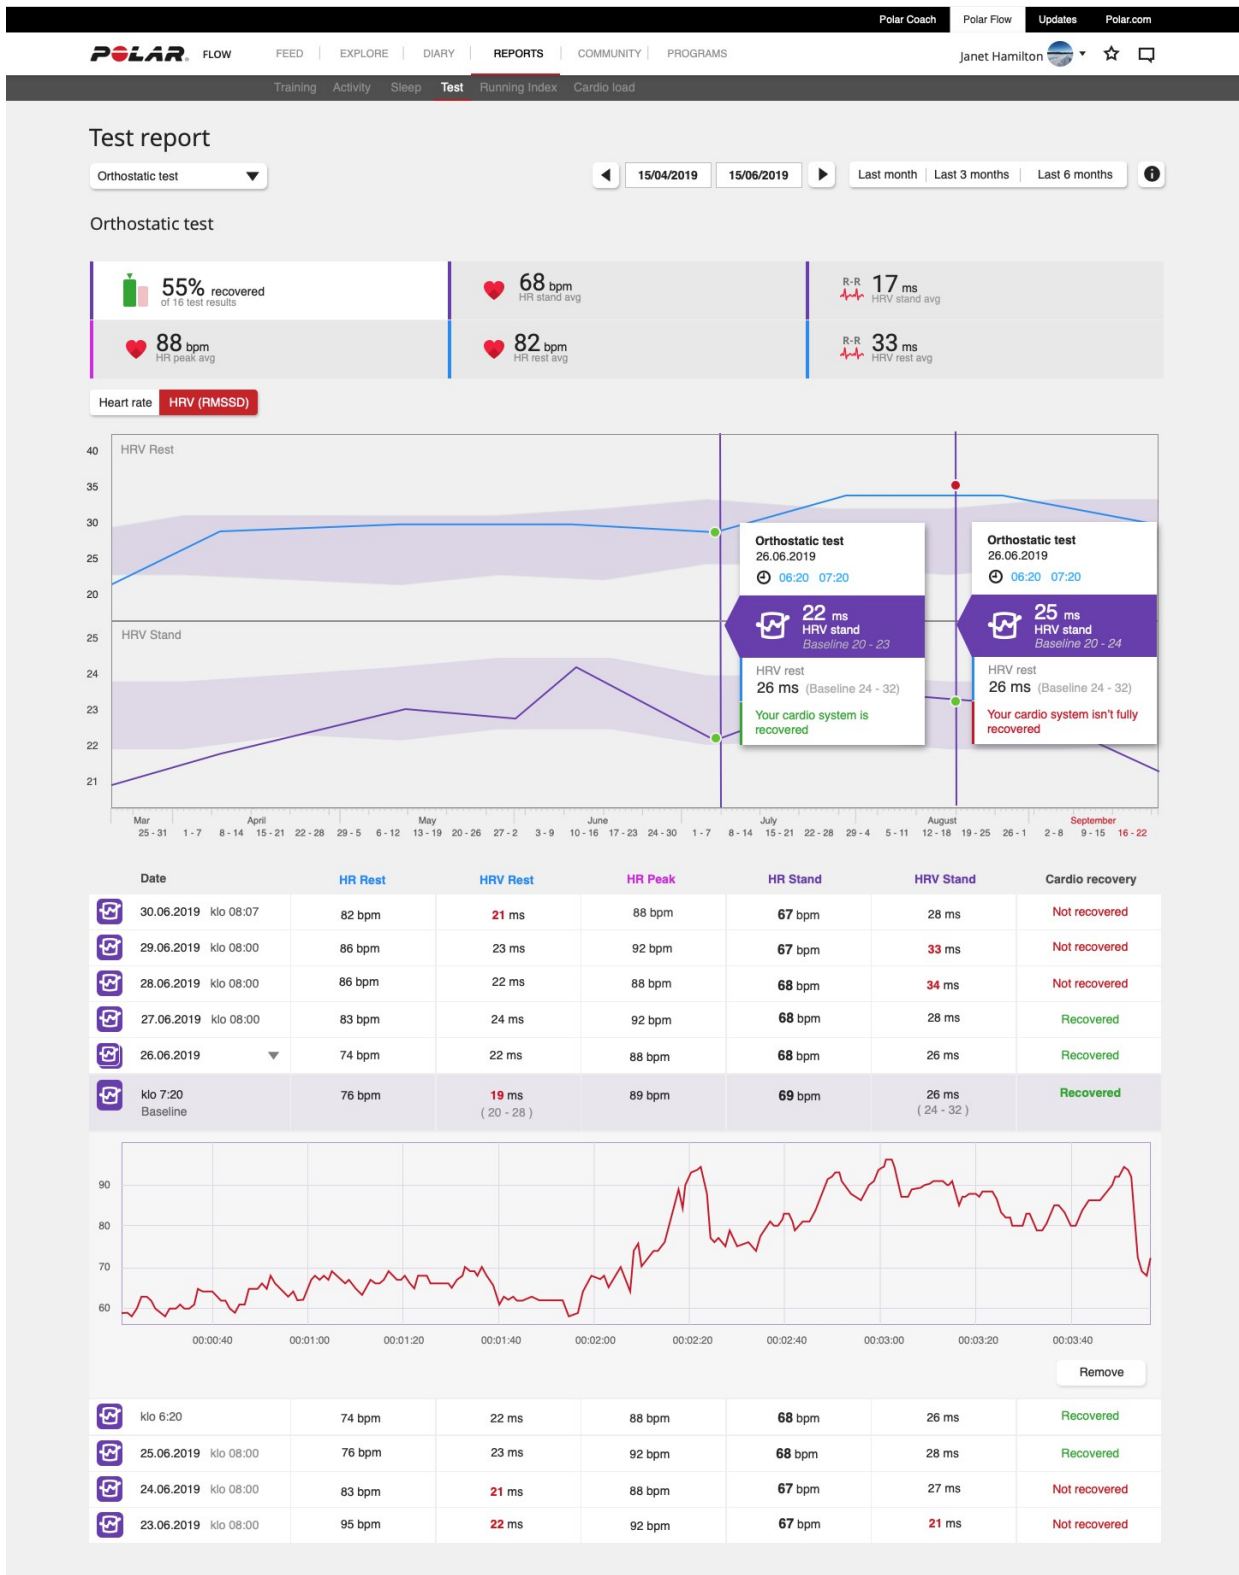 Polar Coach Polar Flow Updates Polar.com
POLAR. FLOW FEED EXPLORE DIARY REPORTS COMMUNITY PROGRAMS Janet Hamilton
Training Activity Sleep Test Running Index Cardio load
Test report
Orthostatic test 15/04/2019 15/06/2019 Last month Last 3 months Last 6 months
Orthostatic test
55% recovered
of 16 test results
68 bpm
HR stand avg
R-R 17 ms
HRV stand avg
88 bpm
HR peak avg
82 bpm
HR rest avg
R-R 33 ms
HRV rest avg
Heart rate HRV (RMSSD)
HRV Rest
40
35
30
25
20
HRV Stand
25
24
23
22
21
Orthostatic test
26.06.2019
06:20 07:20
22 ms
HRV stand
Baseline 20 - 23
HRV rest
26 ms (Baseline 24 - 32)
Your cardio system is
recovered
Orthostatic test
26.06.2019
06:20 07:20
25 ms
HRV stand
Baseline 20 - 24
HRV rest
26 ms (Baseline 24 - 32)
Your cardio system isn't fully
recovered
Mar April May June July August September
25 - 31 1 - 7 8 - 14 15 - 21 22 - 28 29 - 5 6 - 12 13 - 19 20 - 26 27 - 2 3 - 9 10 - 16 17 - 23 24 - 30 1 - 7 8 - 14 15 - 21 22 - 28 29 - 4 5 - 11 12 - 18 19 - 25 26 - 1 2 - 8 9 - 15 16 - 22
Date HR Rest HRV Rest HR Peak HR Stand HRV Stand Cardio recovery
30.06.2019 klo 08:07 82 bpm 21 ms 88 bpm 67 bpm 28 ms Not recovered
29.06.2019 klo 08:00 86 bpm 23 ms 92 bpm 67 bpm 33 ms Not recovered
28.06.2019 klo 08:00 86 bpm 22 ms 88 bpm 68 bpm 34 ms Not recovered
27.06.2019 klo 08:00 83 bpm 24 ms 92 bpm 68 bpm 28 ms Recovered
26.06.2019 74 bpm 22 ms 88 bpm 68 bpm 26 ms Recovered
klo 7:20 76 bpm 19 ms 89 bpm 69 bpm 26 ms Recovered
Baseline ( 20 - 28 ) ( 24 - 32 )
90
80
70
60
00:00:40 00:01:00 00:01:20 00:01:40 00:02:00 00:02:20 00:02:40 00:03:00 00:03:20 00:03:40
Remove
klo 6:20 74 bpm 22 ms 88 bpm 68 bpm 26 ms Recovered
25.06.2019 klo 08:00 76 bpm 23 ms 92 bpm 68 bpm 28 ms Recovered
24.06.2019 klo 08:00 83 bpm 21 ms 88 bpm 67 bpm 27 ms Not recovered
23.06.2019 klo 08:00 95 bpm 22 ms 92 bpm 67 bpm 21 ms Not recovered